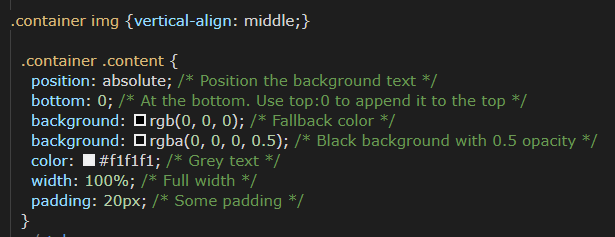 .container img {vertical-align: middle;}
.container .content {
position: absolute; /* Position the background text */
bottom: 0; /* At the bottom. Use top:0 to append it to the top */
background: rgb(0, 0, 0); /* Fallback color */
background: rgba(0, 0, 0, 0.5); /* Black background with 0.5 opacity */
color: #f1f1f1; /* Grey text */
width: 100%; /* Full width */
padding: 20px; /* Some padding */
}